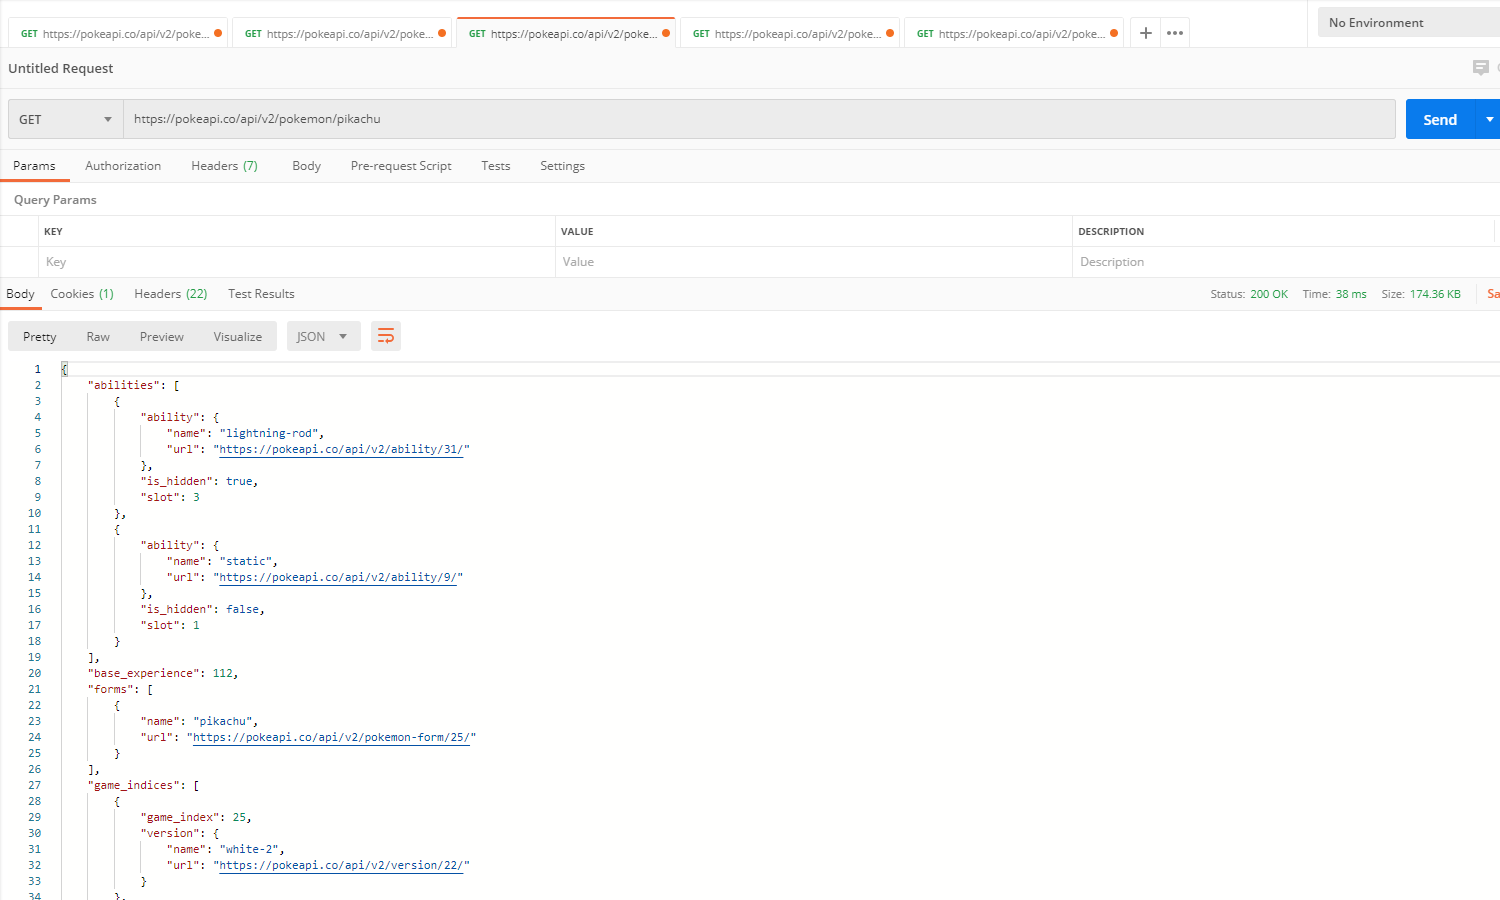 GET https://pokeapi.co/api/v2/poke... GET https://pokeapi.co/api/v2/poke... GET https://pokeapi.co/api/v2/poke... GET https://pokeapi.co/api/v2/poke... GET https://pokeapi.co/api/v2/poke... + ••• No Environment
Untitled Request
GET https://pokeapi.co/api/v2/pokemon/pikachu Send
Params Authorization Headers (7) Body Pre-request Script Tests Settings
Query Params
KEY VALUE DESCRIPTION
Key Value Description
Body Cookies (1) Headers (22) Test Results Status: 200 OK Time: 38 ms Size: 174.36 KB Sa
Pretty Raw Preview Visualize JSON
1 {
2 "abilities": [
3 {
4 "ability": {
5 "name": "lightning-rod",
6 "url": "https://pokeapi.co/api/v2/ability/31/"
7 },
8 "is_hidden": true,
9 "slot": 3
10 },
11 {
12 "ability": {
13 "name": "static",
14 "url": "https://pokeapi.co/api/v2/ability/9/"
15 },
16 "is_hidden": false,
17 "slot": 1
18 }
19 ],
20 "base_experience": 112,
21 "forms": [
22 {
23 "name": "pikachu",
24 "url": "https://pokeapi.co/api/v2/pokemon-form/25/"
25 }
26 ],
27 "game_indices": [
28 {
29 "game_index": 25,
30 "version": {
31 "name": "white-2",
32 "url": "https://pokeapi.co/api/v2/version/22/"
33 }
34 },